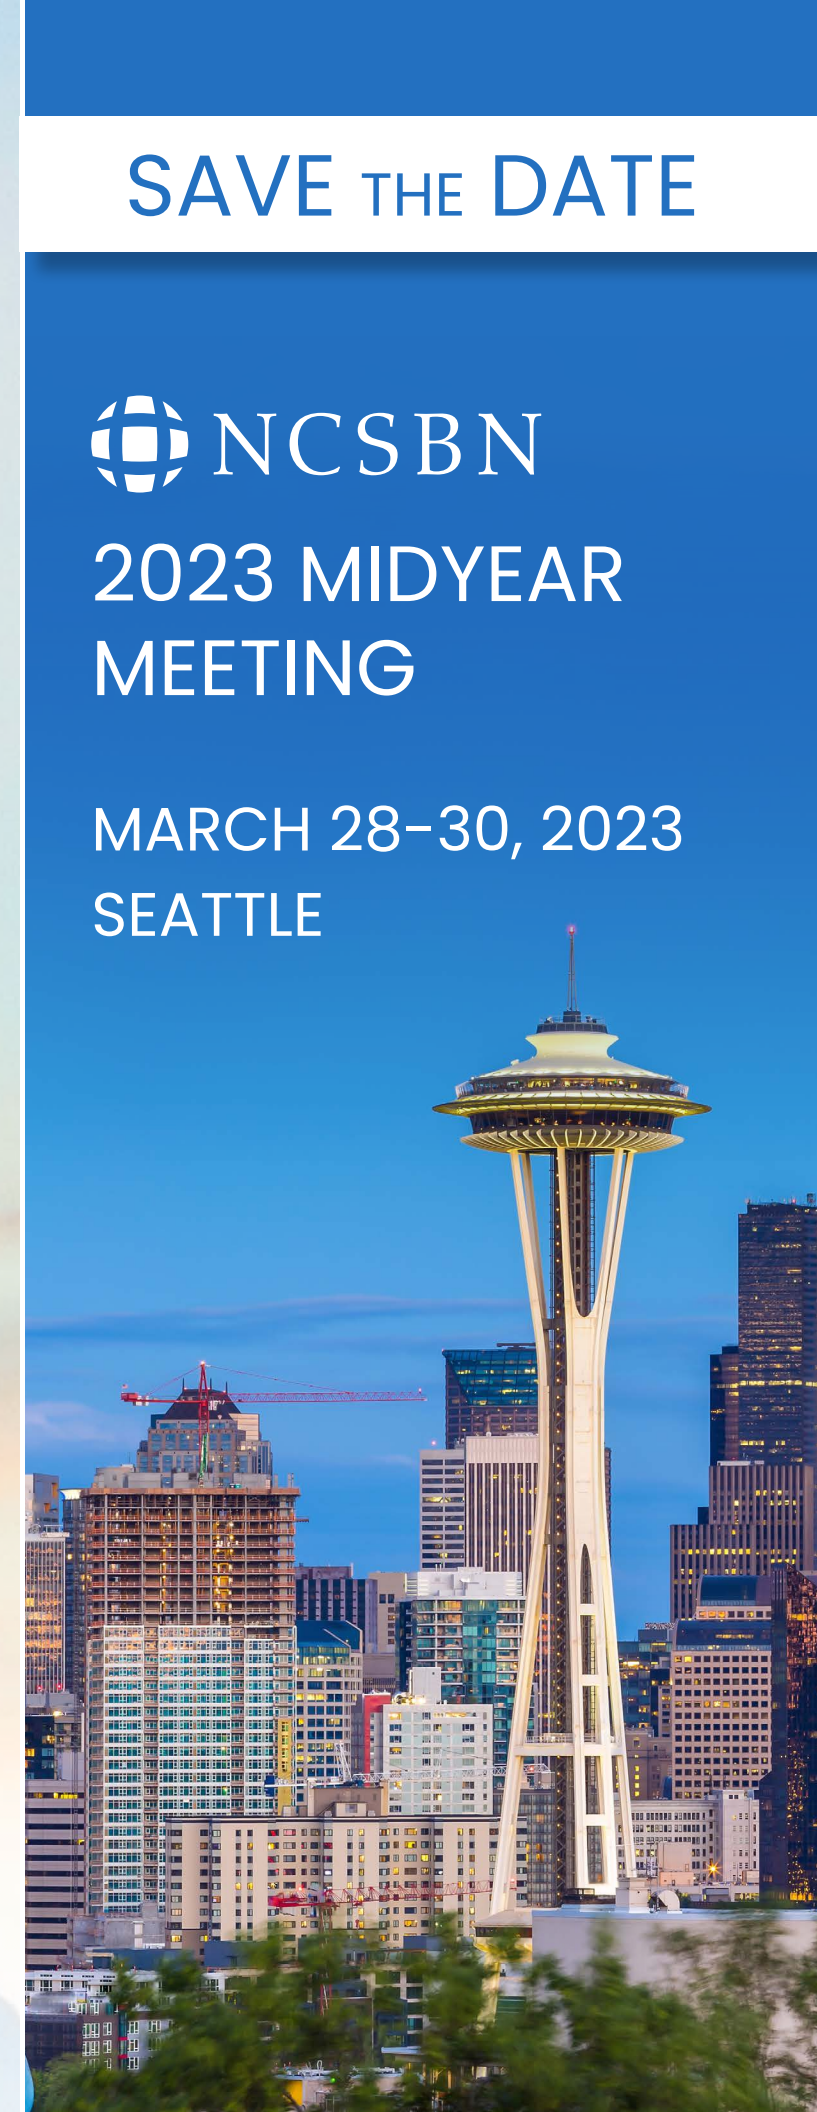 SAVE THE DATE
NCSBN
2023 MIDYEAR
MEETING
MARCH 28-30, 2023
SEATTLE